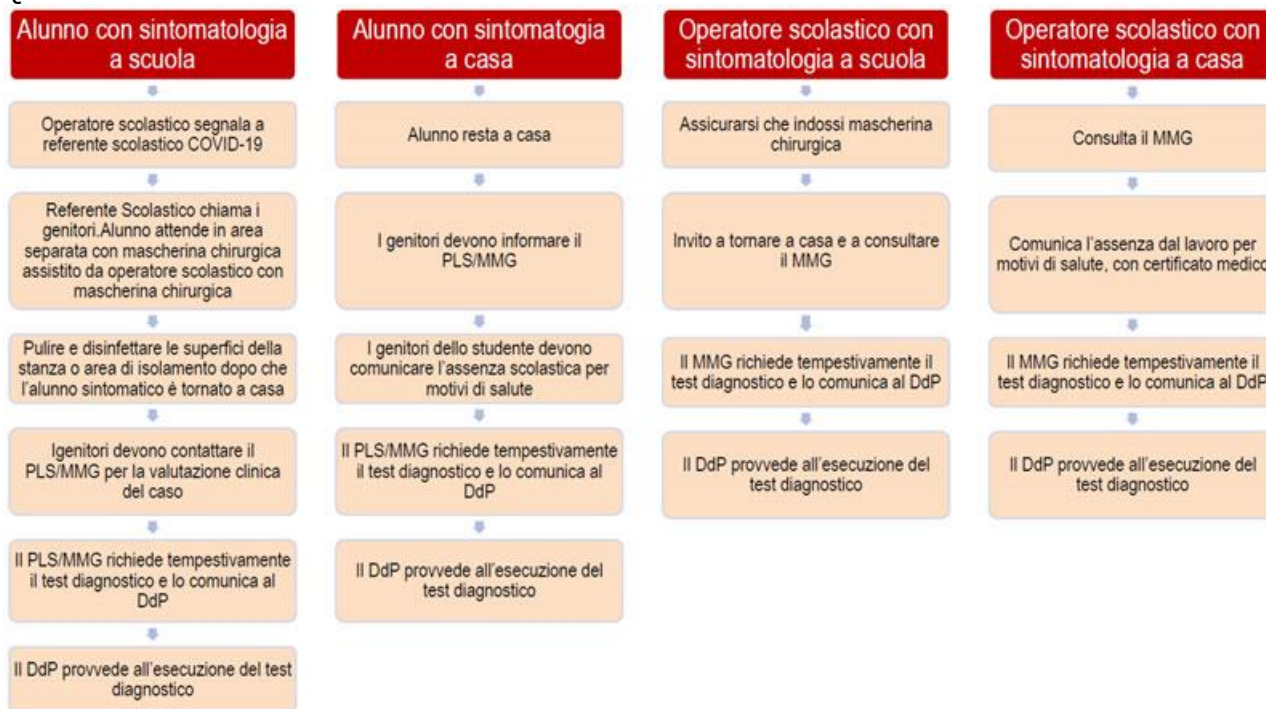 Alunno con sintomatologia
a scuola
Operatore scolastico segnala a
referente scolastico COVID-19
Referente Scolastico chiama i
genitori.Alunno attende in area
separata con mascherina chirurgica
assistito da operatore scolastico con
mascherina chirurgica
Pulire e disinfettare le superfici della
stanza o area di isolamento dopo che
l'alunno sintomatico è tornato a casa
Igenitori devono contattare il
PLS/MMG per la valutazione clinica
del caso
Il PLS/MMG richiede tempestivamente
il test diagnostico e lo comunica al
DdP
Il DdP provvede all'esecuzione del test
diagnostico
Alunno con sintomatogia
a casa
Alunno resta a casa
I genitori devono informare il
PLS/MMG
I genitori dello studente devono
comunicare l'assenza scolastica per
motivi di salute
Il PLS/MMG richiede tempestivamente
il test diagnostico e lo comunica al
DdP
Il DdP provvede all'esecuzione del
test diagnostico
Operatore scolastico con
sintomatologia a scuola
Assicurarsi che indossi mascherina
chirurgica
Invito a tornare a casa e a consultare
il MMG
Il MMG richiede tempestivamente il
test diagnostico e lo comunica al DdP
Il DdP provvede all'esecuzione del
test diagnostico
Operatore scolastico con
sintomatologia a casa
Consulta il MMG
Comunica l'assenza dal lavoro per
motivi di salute, con certificato medico
Il MMG richiede tempestivamente il
test diagnostico e lo comunica al DdP
Il DdP provvede all'esecuzione del
test diagnostico